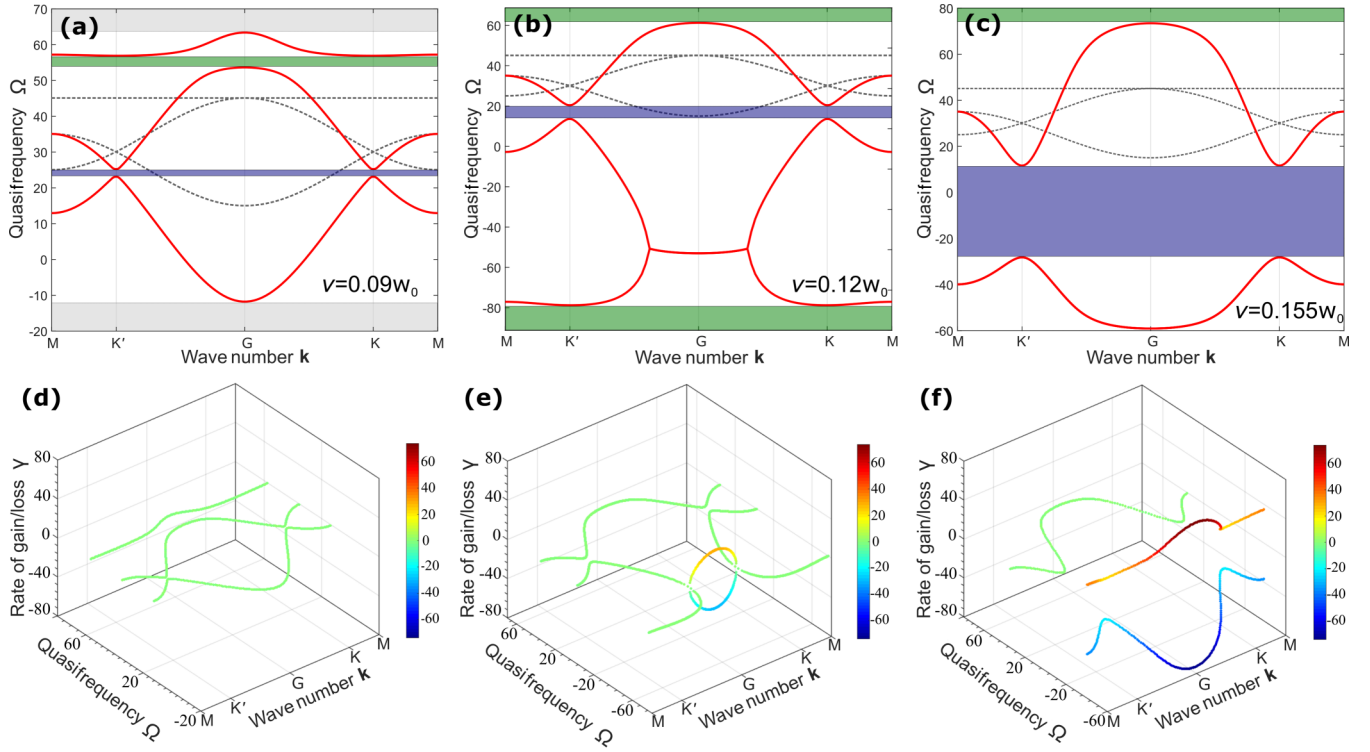 (a)
70
60
50
40
30
20
10
0
-10
-20
Quasifrequency Ω
ν=0.09w₀
M K′ G K M
Wave number k
(b)
80
60
40
20
0
-20
-40
-60
-80
Quasifrequency Ω
ν=0.12w₀
M K′ G K M
Wave number k
(c)
80
60
40
20
0
-20
-40
-60
Quasifrequency Ω
ν=0.155w₀
M K′ G K M
Wave number k
(d)
Rate of gain/loss γ
80
40
0
-40
-80
Quasifrequency Ω
60
20
-20
M K′ G K M
Wave number k
60
40
20
0
-20
-40
-60
(e)
Rate of gain/loss γ
80
40
0
-40
-80
Quasifrequency Ω
60
20
-20
-60
M K′ G K M
Wave number k
60
40
20
0
-20
-40
-60
(f)
Rate of gain/loss γ
80
40
0
-40
-80
Quasifrequency Ω
60
20
-20
-60
M K′ G K M
Wave number k
60
40
20
0
-20
-40
-60